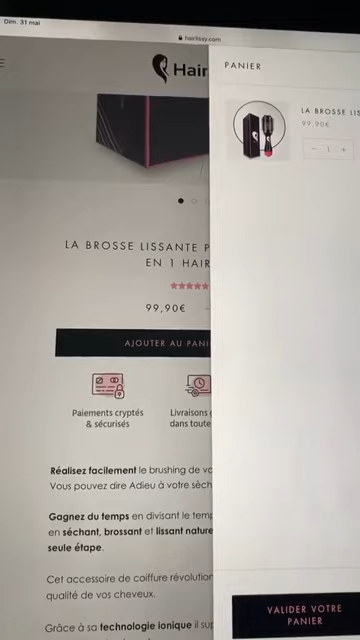 Dim. 31 mai
hairlissy.com
Hair
PANIER
LA BROSSE LIS
99,90€
− 1 +
LA BROSSE LISSANTE
EN 1 HAIR
99,90€
AJOUTER AU PANI
Paiements cryptés
& sécurisés
Livraisons
dans toute
Réalisez facilement le brushing de vo
Vous pouvez dire Adieu à votre sèch
Gagnez du temps en divisant le temp
en séchant, brossant et lissant nature
seule étape.
Cet accessoire de coiffure révolution
qualité de vos cheveux.
Grâce à sa technologie ionique il sup
VALIDER VOTRE
PANIER